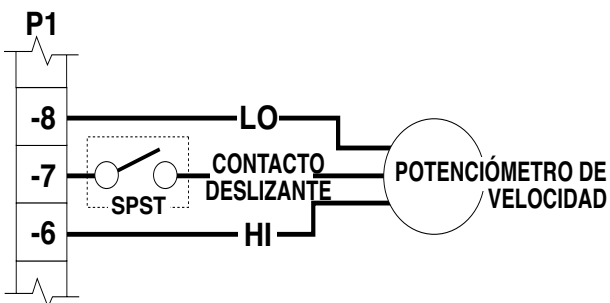 P1
-8
LO
-7
SPST
CONTACTO
DESLIZANTE
POTENCIÓMETRO DE
VELOCIDAD
-6
HI